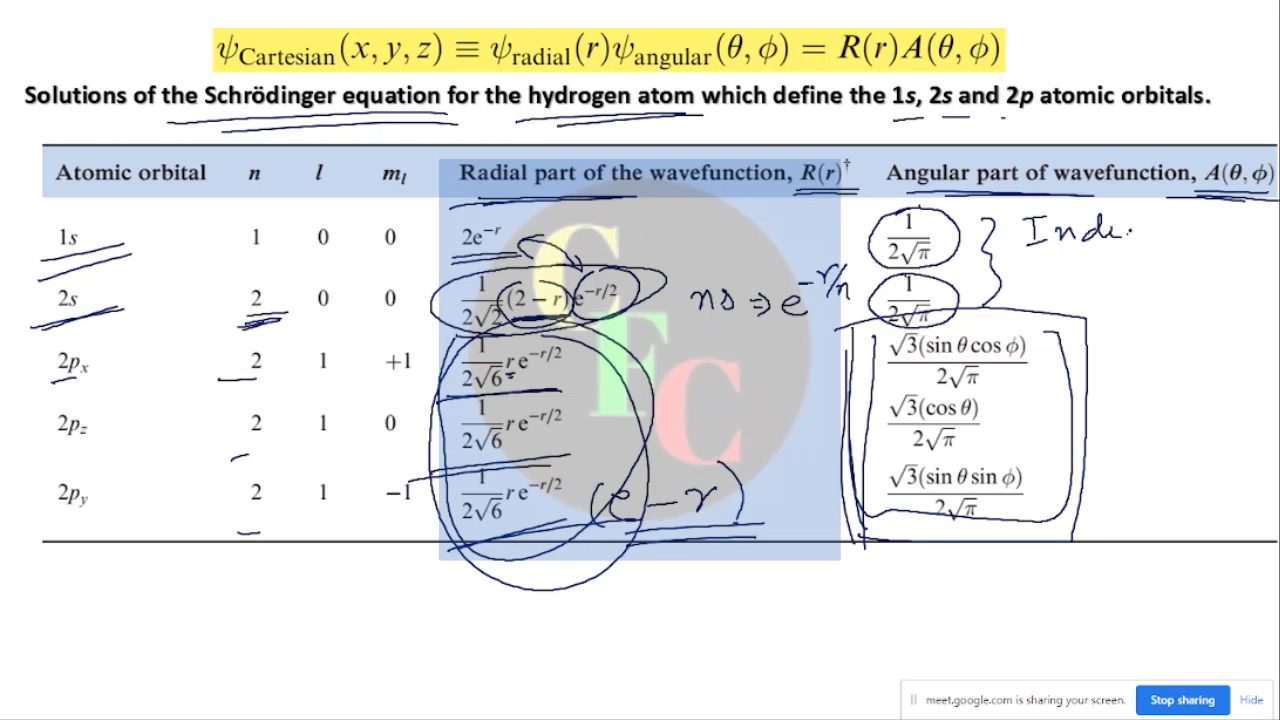 ψCartesian(x, y, z) ≡ ψradial(r)ψangular(θ, ϕ) = R(r)A(θ, ϕ)
Solutions of the Schrödinger equation for the hydrogen atom which define the 1s, 2s and 2p atomic orbitals.
Atomic orbital n l mₗ Radial part of the wavefunction, R(r)† Angular part of wavefunction, A(θ, ϕ)
1s 1 0 0 2e^−r 1/2√π Inde.
2s 2 0 0 1/2√2 (2 − r)e^−r/2 ns ⇒ e^−r/n 1/2√π
2pₓ 2 1 +1 1/2√6 r e^−r/2 √3(sin θ cos ϕ)/2√π
2p_z 2 1 0 1/2√6 r e^−r/2 √3(cos θ)/2√π
2p_y 2 1 −1 1/2√6 r e^−r/2 (e − r) √3(sin θ sin ϕ)/2√π
CFC
meet.google.com is sharing your screen. Stop sharing Hide